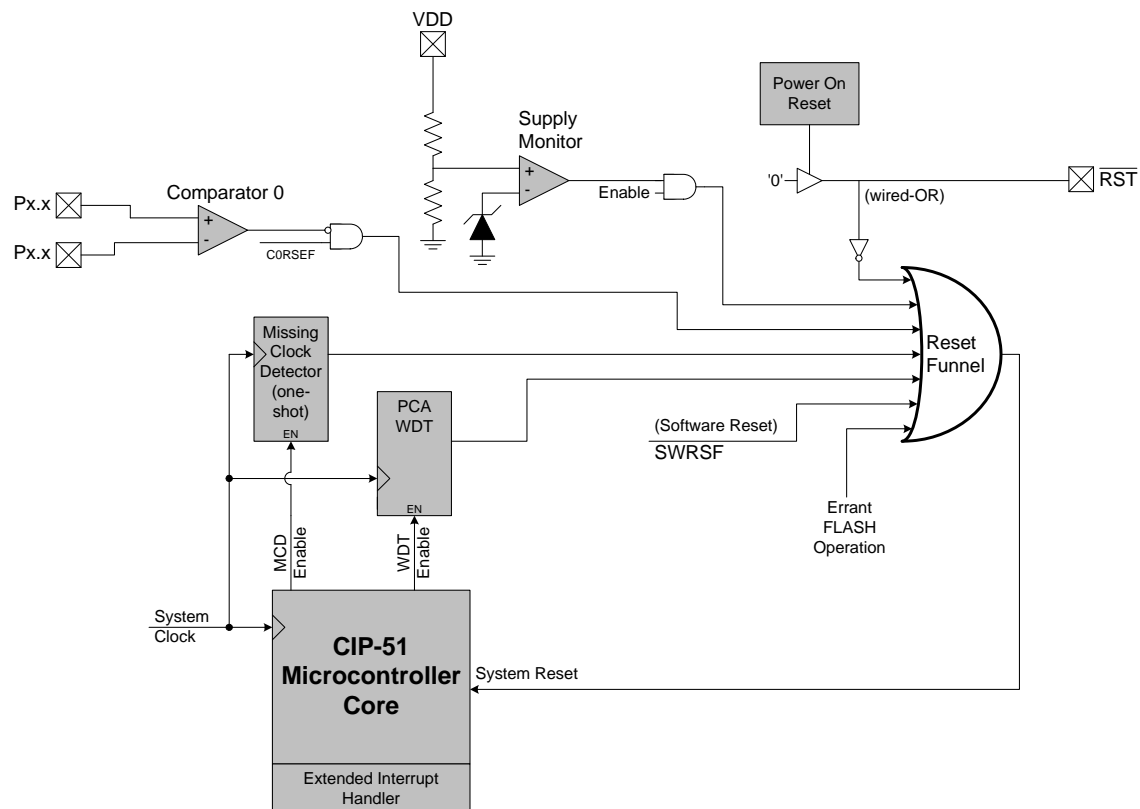 VDD
Power On
Reset
Supply
Monitor
+
-
Enable
'0'
RST
(wired-OR)
Comparator 0
Px.x
Px.x
+
-
C0RSEF
Missing
Clock
Detector
(one-
shot)
EN
PCA
WDT
EN
Reset
Funnel
(Software Reset)
SWRSF
Errant
FLASH
Operation
MCD
Enable
WDT
Enable
System
Clock
CIP-51
Microcontroller
Core
System Reset
Extended Interrupt
Handler